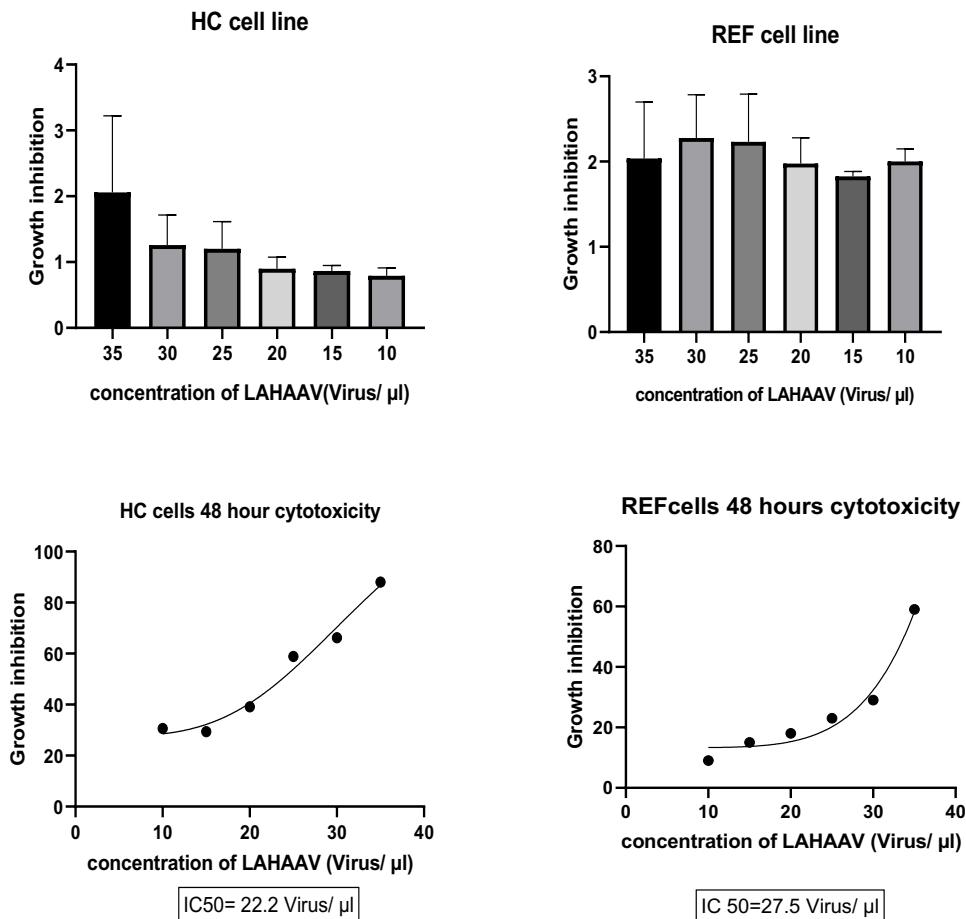 HC cell line
4
3
2
1
0
Growth inhibition
35 30 25 20 15 10
concentration of LAHAAV(Virus/ µl)
REF cell line
3
2
1
0
Growth inhibition
35 30 25 20 15 10
concentration of LAHAAV (Virus/ µl)
HC cells 48 hour cytotoxicity
100
80
60
40
20
0
Growth inhibition
0 10 20 30 40
concentration of LAHAAV (Virus/ µl)
IC50= 22.2 Virus/ µl
REFcells 48 hours cytotoxicity
80
60
40
20
0
Growth inhibition
0 10 20 30 40
concentration of LAHAAV (Virus/ µl)
IC 50=27.5 Virus/ µl